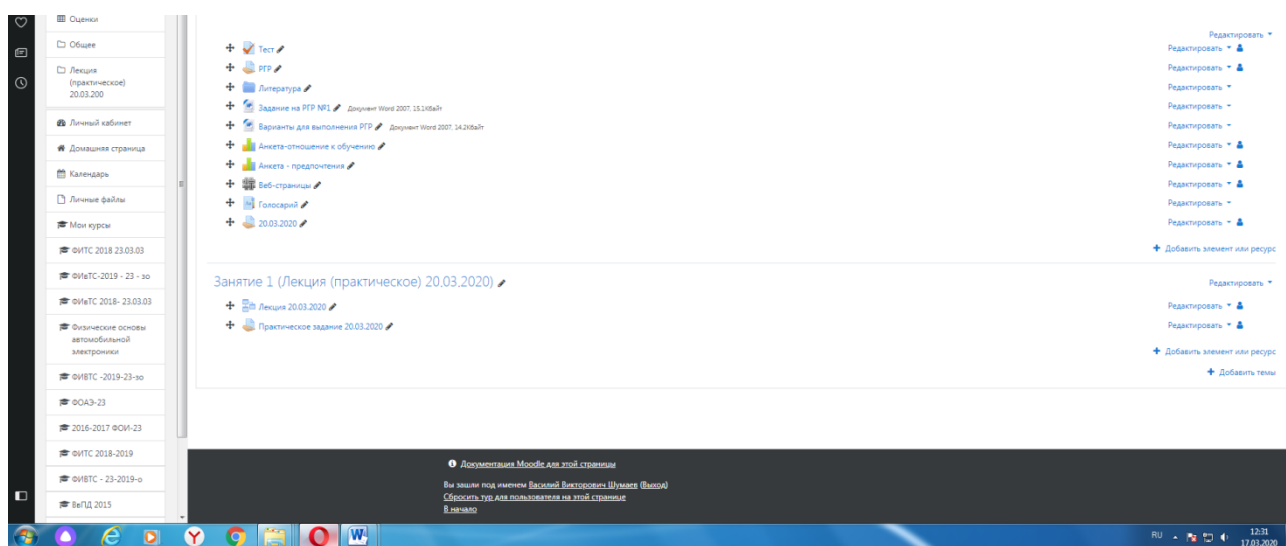 Оценки
Общее
Лекция
(практическое)
20.03.200
Личный кабинет
Домашняя страница
Календарь
Личные файлы
Мои курсы
ФИТС 2018 23.03.03
ФИвТС-2019 - 23 - зо
ФИвТС 2018- 23.03.03
Физические основы
автомобильной
электроники
ФИВТС -2019-23-зо
ФОАЭ-23
2016-2017 ФОИ-23
ФИТС 2018-2019
ФИВТС - 23-2019-о
ВеПД 2015
Редактировать
Тест Редактировать
РГР Редактировать
Литература Редактировать
Задание на РГР №1 Документ Word 2007, 15.1Кбайт Редактировать
Варианты для выполнения РГР Документ Word 2007, 14.2Кбайт Редактировать
Анкета-отношение к обучению Редактировать
Анкета - предпочтения Редактировать
Веб-страницы Редактировать
Голосарий Редактировать
20.03.2020 Редактировать
Добавить элемент или ресурс
Занятие 1 (Лекция (практическое) 20.03.2020) Редактировать
Лекция 20.03.2020 Редактировать
Практическое задание 20.03.2020 Редактировать
Добавить элемент или ресурс
Добавить темы
Документация Moodle для этой страницы
Вы зашли под именем Василий Викторович Шумаев (Выход)
Сбросить тур для пользователя на этой странице
В начало
RU 12:31
17.03.2020